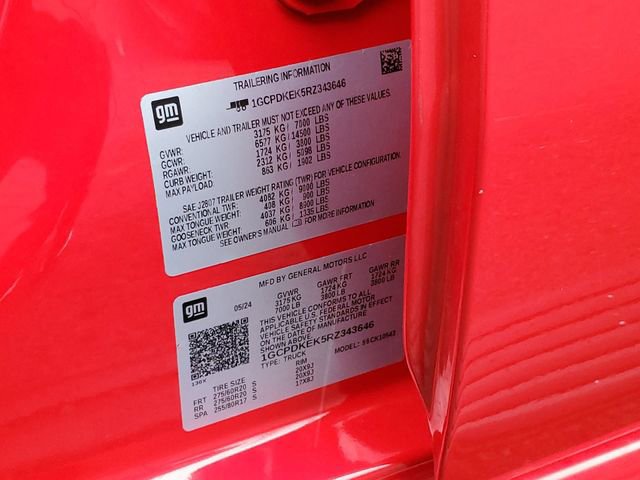 TRAILERING INFORMATION
gm
1GCPDKEK5RZ343646
VEHICLE AND TRAILER MUST NOT EXCEED ANY OF THESE VALUES.
GVWR: 3175 KG / 7000 LBS
GCWR: 6577 KG / 14500 LBS
RGAWR: 1724 KG / 3800 LBS
CURB WEIGHT: 2312 KG / 5098 LBS
MAX PAYLOAD: 863 KG / 1902 LBS
SAE J2807 TRAILER WEIGHT RATING (TWR) FOR VEHICLE CONFIGURATION.
CONVENTIONAL TWR: 4082 KG / 9000 LBS
MAX TONGUE WEIGHT: 408 KG / 900 LBS
GOOSENECK TWR: 4037 KG / 8900 LBS
MAX TONGUE WEIGHT: 606 KG / 1335 LBS
SEE OWNER'S MANUAL FOR MORE INFORMATION
MFD BY GENERAL MOTORS LLC
gm
05/24
GVWR GAWR FRT GAWR RR
3175 KG 1724 KG 1724 KG
7000 LB 3800 LB 3800 LB
THIS VEHICLE CONFORMS TO ALL
APPLICABLE U.S. FEDERAL MOTOR
VEHICLE SAFETY STANDARDS IN EFFECT
ON THE DATE OF MANUFACTURE
SHOWN ABOVE.
1GCPDKEK5RZ343646
TYPE: TRUCK MODEL:
TIRE SIZE RIM
FRT 275/60R20 S 20X9J
RR 275/60R20 S 20X9J
SPA 255/80R17 S 17X8J